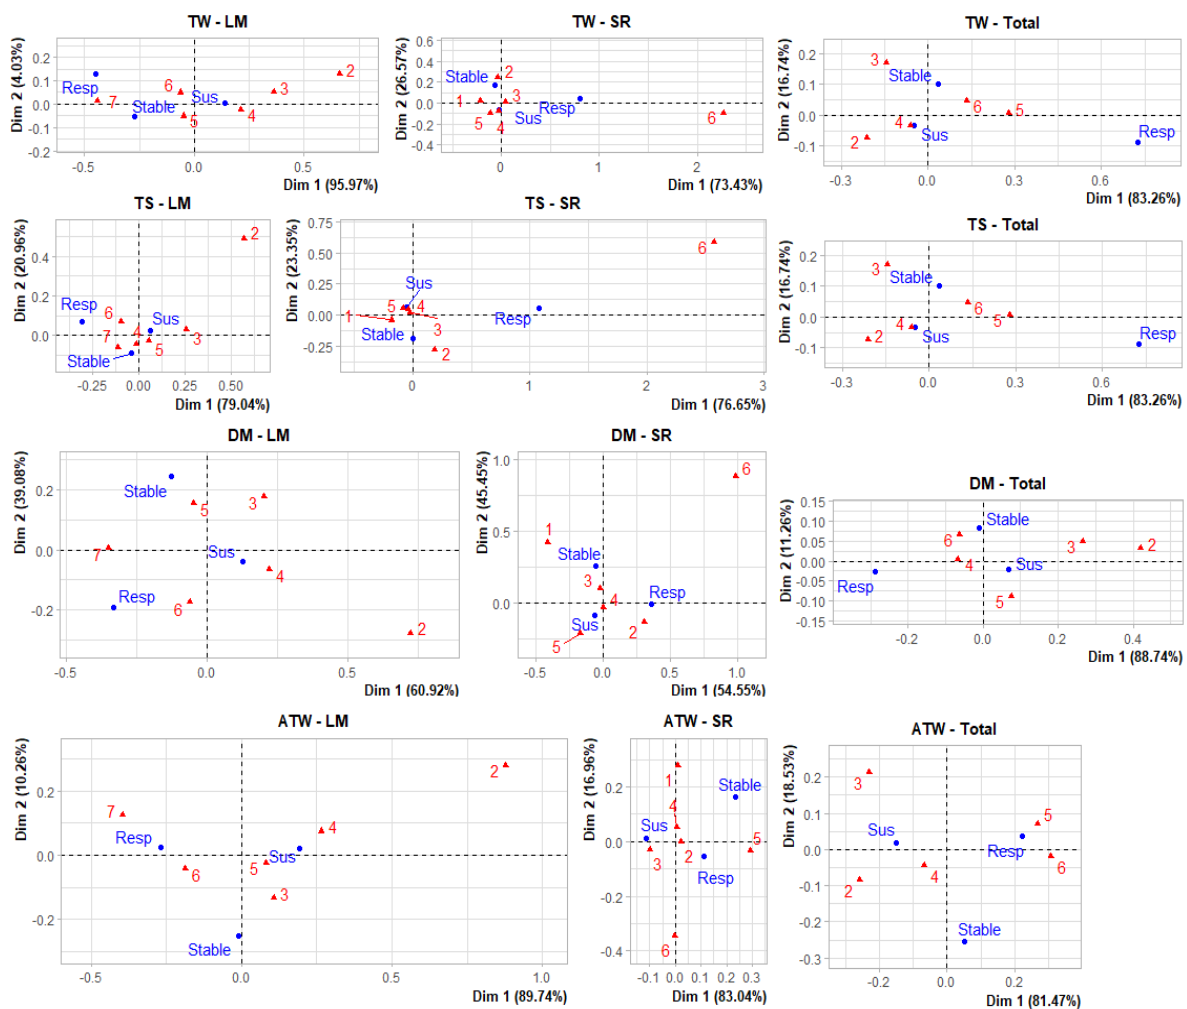 TW - LM
Dim 2 (4.03%)
0.2
0.1
0.0
-0.1
-0.2
Resp
7
6
Stable
5
Sus
4
3
2
-0.5
0.0
0.5
Dim 1 (95.97%)
TW - SR
Dim 2 (26.57%)
0.6
0.4
0.2
0.0
-0.2
-0.4
Stable
2
1
3
Resp
5
4
Sus
6
0
1
2
Dim 1 (73.43%)
TW - Total
Dim 2 (16.74%)
0.2
0.1
0.0
-0.1
3
Stable
6
5
4
Sus
2
Resp
-0.3
0.0
0.3
0.6
Dim 1 (83.26%)
TS - LM
Dim 2 (20.96%)
0.4
0.2
0.0
2
Resp
6
Sus
7
4
3
5
Stable
-0.25
0.00
0.25
0.50
Dim 1 (79.04%)
TS - SR
Dim 2 (23.35%)
0.75
0.50
0.25
0.00
-0.25
6
Sus
5
4
1
3
Resp
Stable
2
0
1
2
3
Dim 1 (76.65%)
TS - Total
Dim 2 (16.74%)
0.2
0.1
0.0
-0.1
3
Stable
6
5
4
Sus
2
Resp
-0.3
0.0
0.3
0.6
Dim 1 (83.26%)
DM - LM
Dim 2 (39.08%)
0.2
0.0
-0.2
Stable
5
3
7
Sus
4
Resp
6
2
-0.5
0.0
0.5
Dim 1 (60.92%)
DM - SR
Dim 2 (45.45%)
1.0
0.5
0.0
6
1
Stable
3
4
Resp
Sus
2
5
-0.5
0.0
0.5
1.0
Dim 1 (54.55%)
DM - Total
Dim 2 (11.26%)
0.15
0.10
0.05
0.00
-0.05
-0.10
-0.15
Stable
6
3
2
4
Sus
Resp
5
-0.2
0.0
0.2
0.4
Dim 1 (88.74%)
ATW - LM
Dim 2 (10.26%)
0.2
0.0
-0.2
2
7
4
Resp
Sus
5
6
3
Stable
-0.5
0.0
0.5
1.0
Dim 1 (89.74%)
ATW - SR
Dim 2 (16.96%)
0.2
0.0
-0.2
-0.4
1
Stable
4
Sus
5
3
2
Resp
6
-0.1
0.0
0.1
0.2
0.3
Dim 1 (83.04%)
ATW - Total
Dim 2 (18.53%)
0.2
0.1
0.0
-0.1
-0.2
-0.3
3
5
Sus
Resp
6
4
2
Stable
-0.2
0.0
0.2
Dim 1 (81.47%)